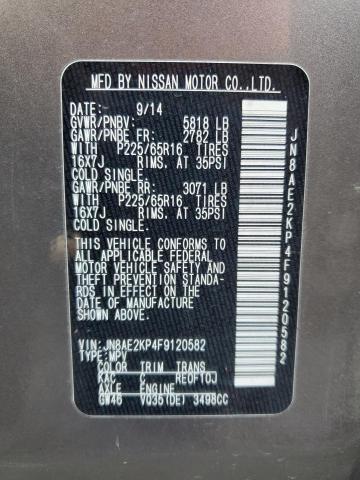 MFD BY NISSAN MOTOR CO.,LTD.
DATE: 9/14
GVWR/PNBV: 5818 LB
GAWR/PNBE FR: 2782 LB
WITH P225/65R16 TIRES
16X7J RIMS. AT 35PSI
COLD SINGLE.
GAWR/PNBE RR: 3071 LB
WITH P225/65R16 TIRES
16X7J RIMS. AT 35PSI
COLD SINGLE.
THIS VEHICLE CONFORMS TO
ALL APPLICABLE FEDERAL
MOTOR VEHICLE SAFETY AND
THEFT PREVENTION STANDA-
RDS IN EFFECT ON THE DATE
OF MANUFACTURE
SHOWN ABOVE.
VIN:JN8AE2KP4F9120582
TYPE:MPV
COLOR TRIM TRANS
KAC C RE0F10J
AXLE ENGINE
GW46 VQ35(DE) 3498CC
JN8AE2KP4F9120582